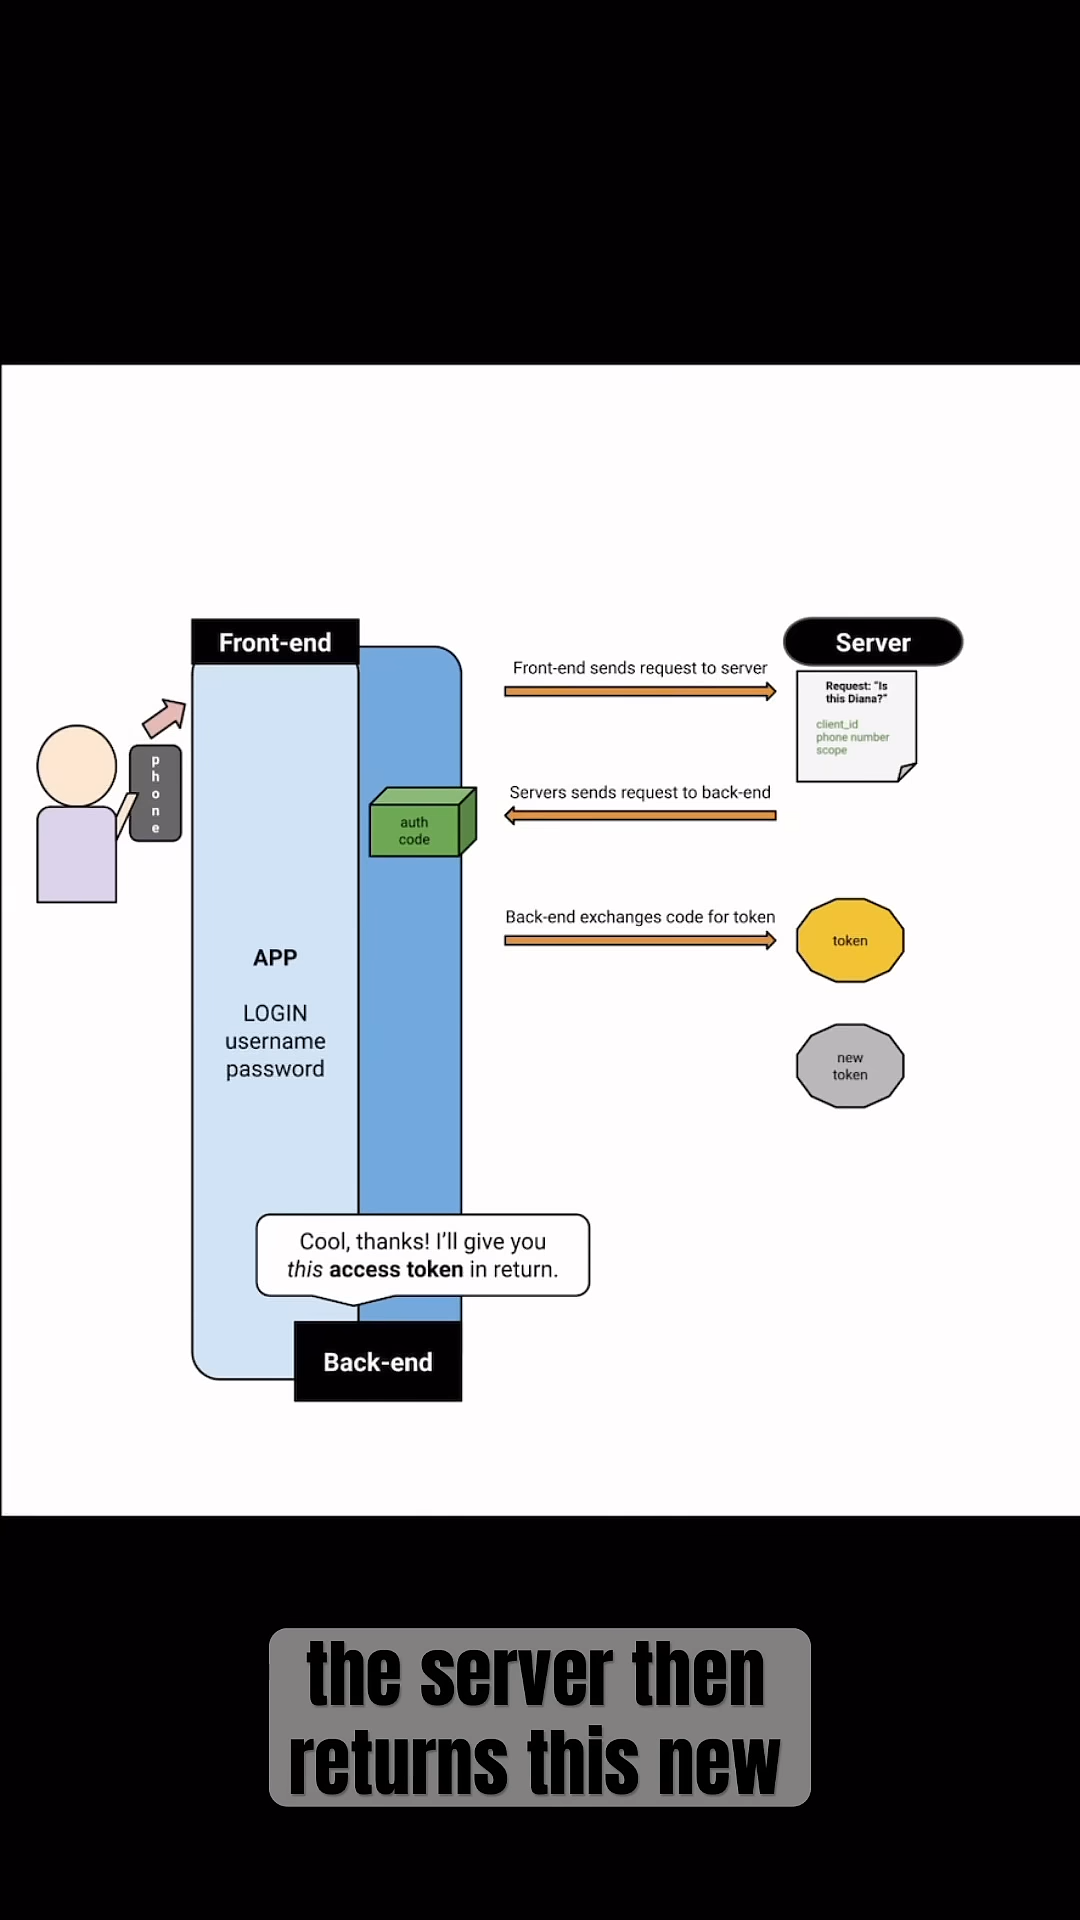 Front-end
Server
Front-end sends request to server
Request: “Is
this Diana?”
client_id
phone number
scope
p
h
o
n
e
Servers sends request to back-end
auth
code
Back-end exchanges code for token
token
APP
LOGIN
username
password
new
token
Cool, thanks! I’ll give you
this access token in return.
Back-end
the server then
returns this new